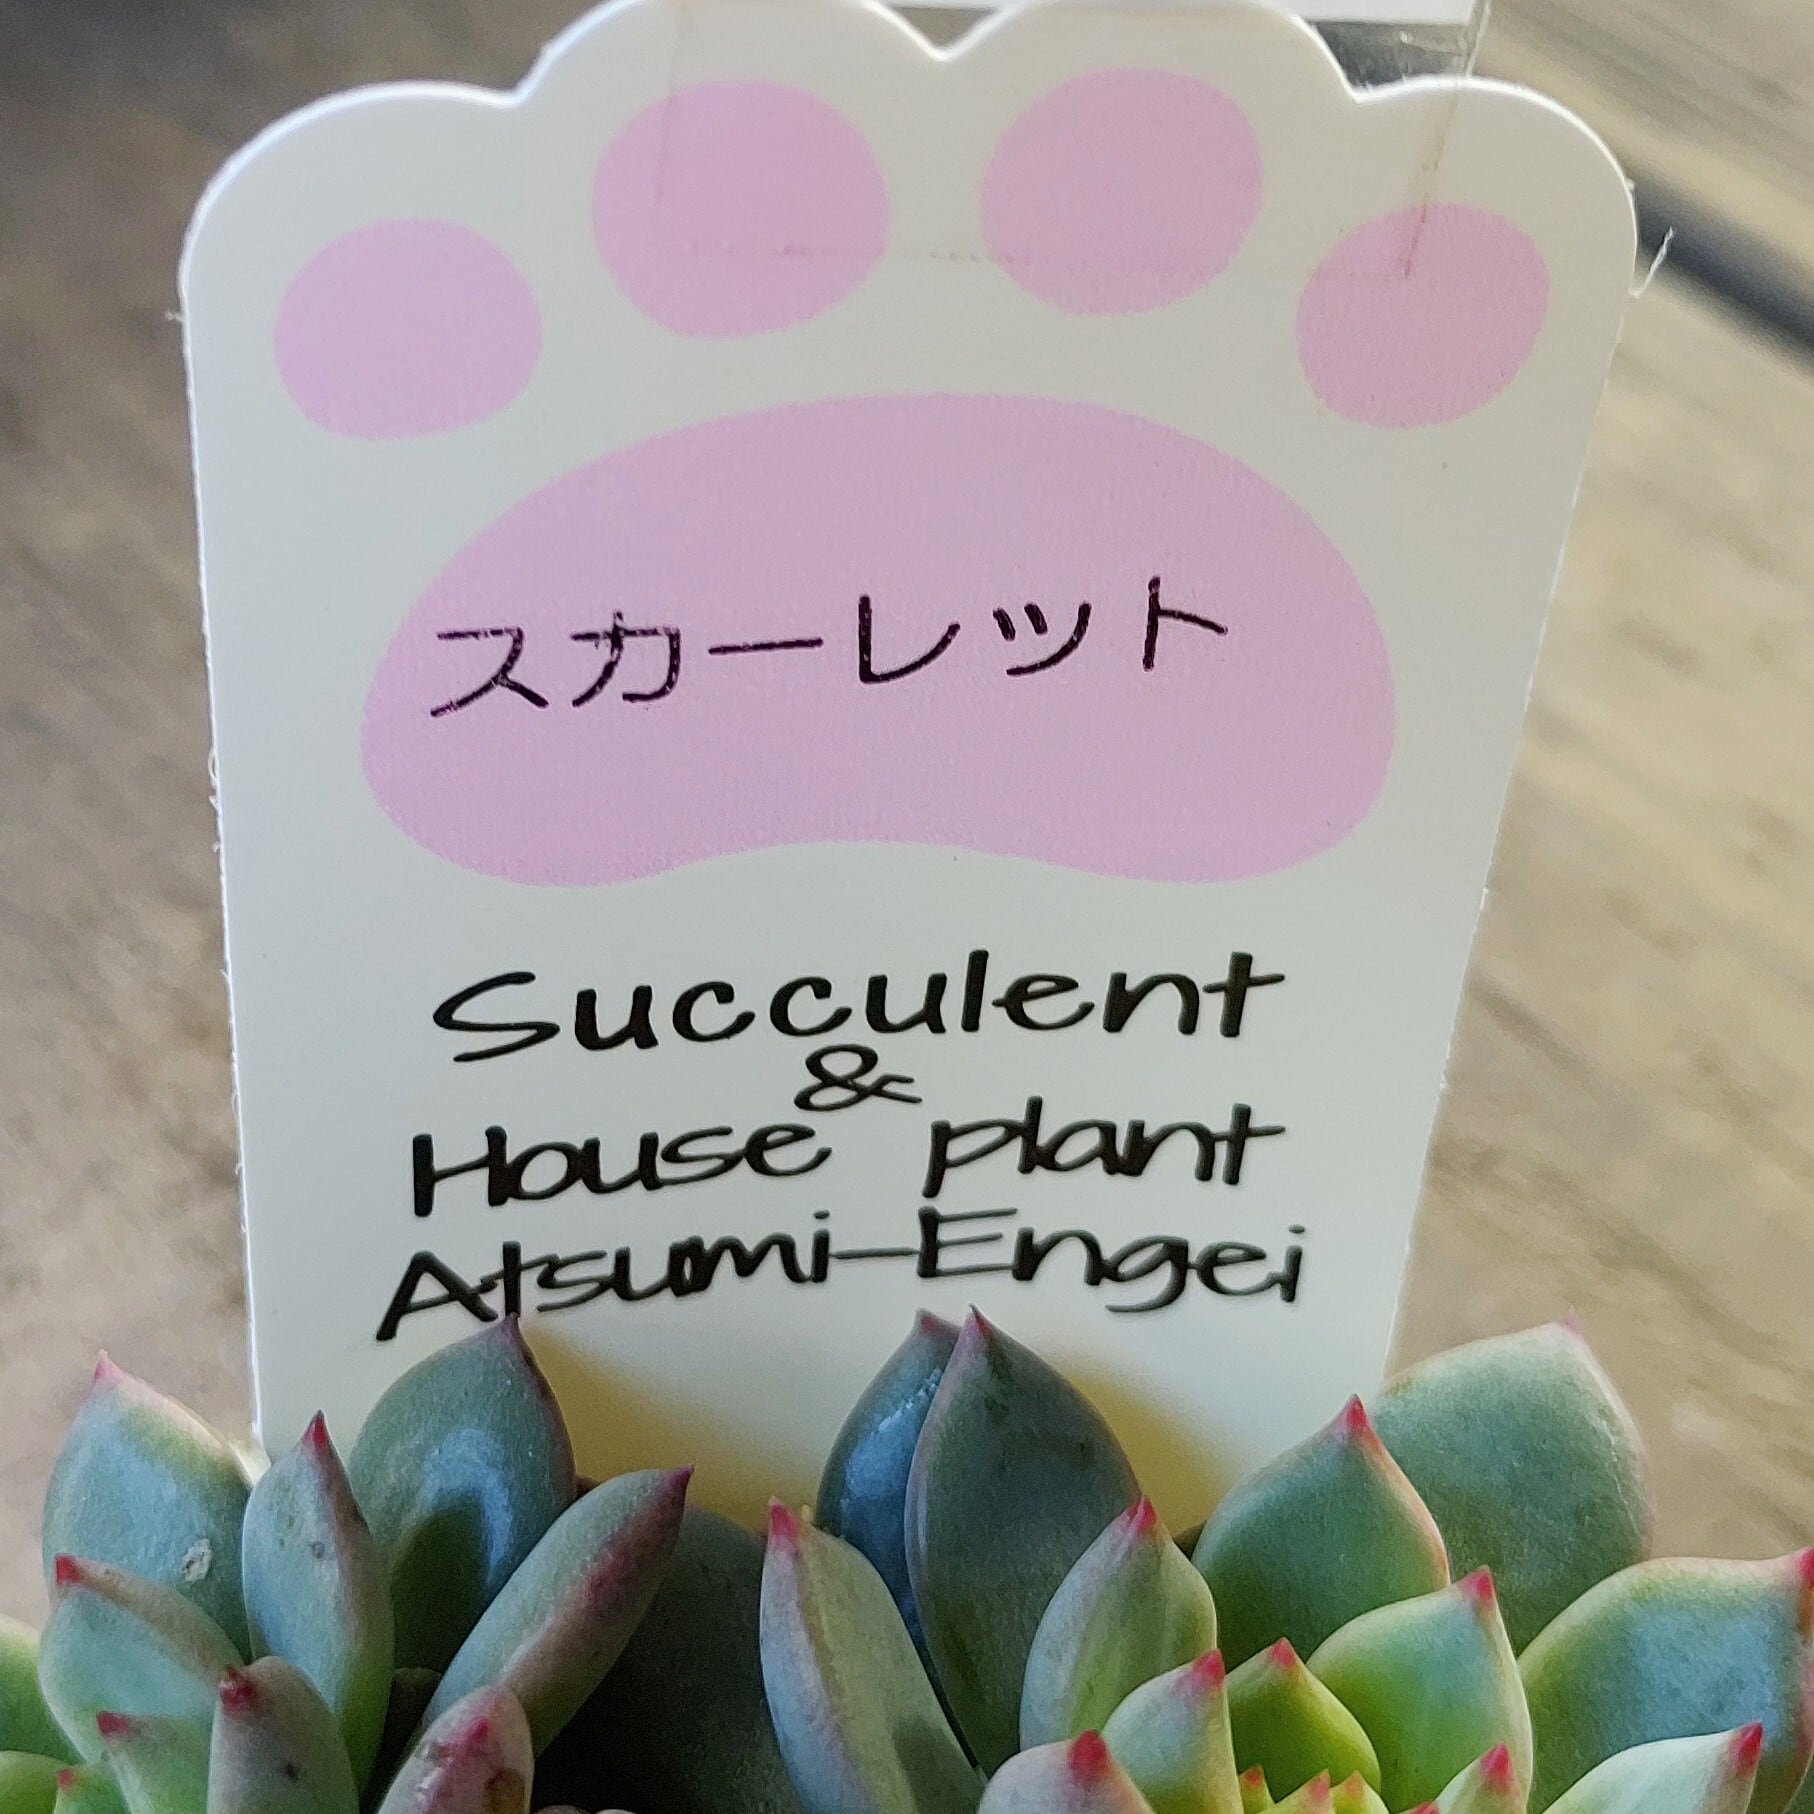 スカーレット
Succulent
&
House plant
Atsumi-Engei